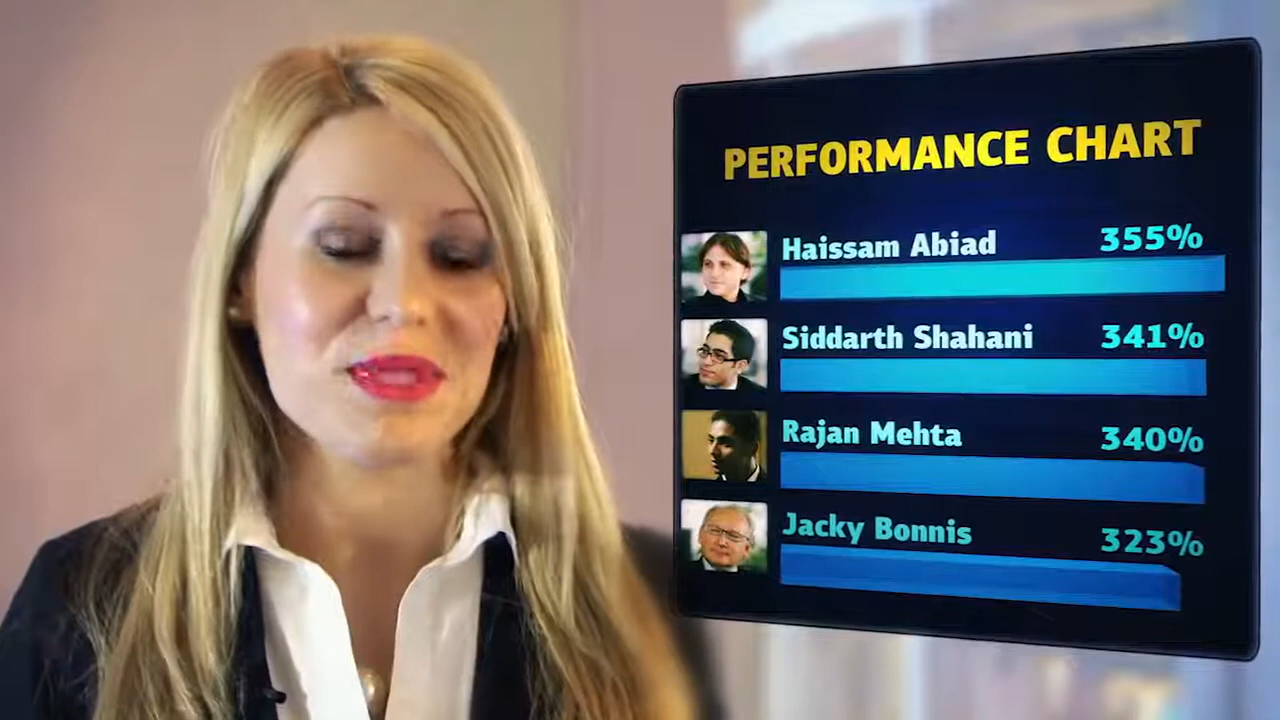 PERFORMANCE CHART
Haissam Abiad 355%
Siddarth Shahani 341%
Rajan Mehta 340%
Jacky Bonnis 323%